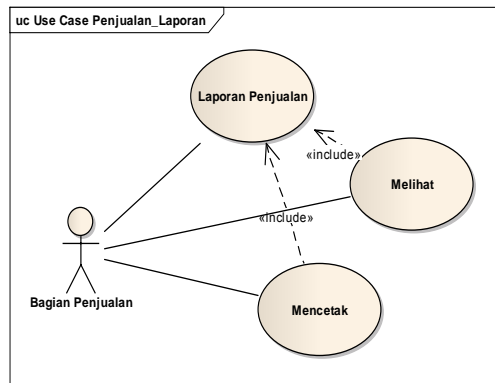 uc Use Case Penjualan_Laporan
Laporan Penjualan
«include»
Melihat
«include»
Bagian Penjualan
Mencetak